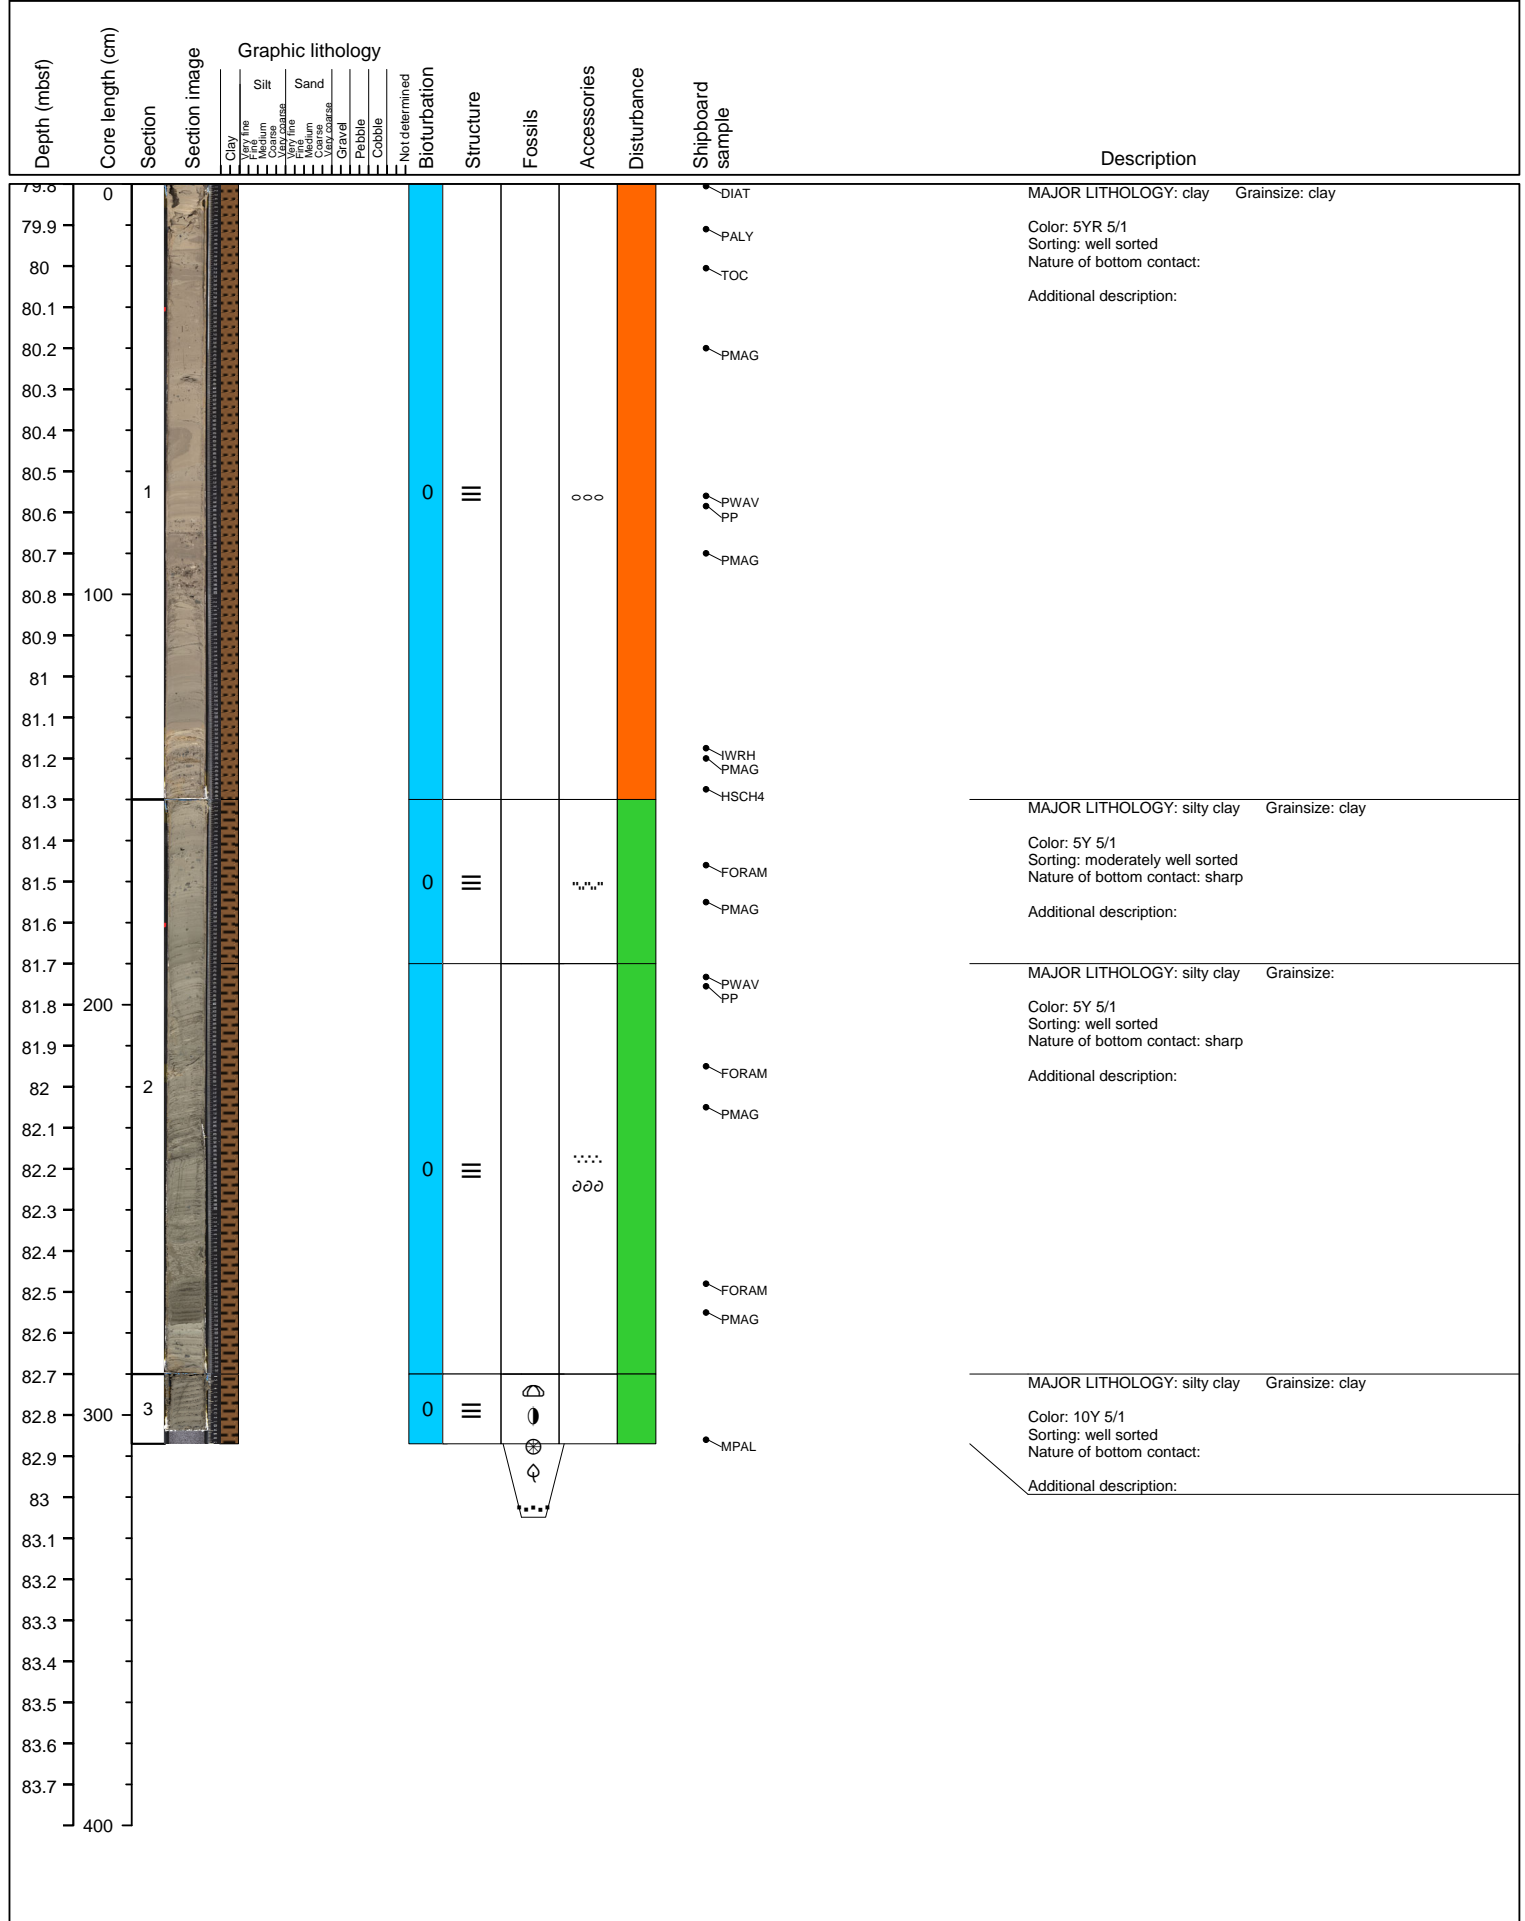 Depth (mbsf)
Core length (cm)
Section
Section image
Graphic lithology
Clay
Silt
Very fine
Fine
Medium
Coarse
Very coarse
Sand
Very fine
Fine
Medium
Coarse
Very coarse
Gravel
Pebble
Cobble
Not determined
Bioturbation
Structure
Fossils
Accessories
Disturbance
Shipboard
sample
Description
79.8
79.9
80
80.1
80.2
80.3
80.4
80.5
80.6
80.7
80.8
80.9
81
81.1
81.2
81.3
81.4
81.5
81.6
81.7
81.8
81.9
82
82.1
82.2
82.3
82.4
82.5
82.6
82.7
82.8
82.9
83
83.1
83.2
83.3
83.4
83.5
83.6
83.7
0
100
200
300
400
1
2
3
0
0
0
0
DIAT
PALY
TOC
PMAG
PWAV
PP
PMAG
IWRH
PMAG
HSCH4
FORAM
PMAG
PWAV
PP
FORAM
PMAG
FORAM
PMAG
MPAL
MAJOR LITHOLOGY: clay Grainsize: clay
Color: 5YR 5/1
Sorting: well sorted
Nature of bottom contact:
Additional description:
MAJOR LITHOLOGY: silty clay Grainsize: clay
Color: 5Y 5/1
Sorting: moderately well sorted
Nature of bottom contact: sharp
Additional description:
MAJOR LITHOLOGY: silty clay Grainsize:
Color: 5Y 5/1
Sorting: well sorted
Nature of bottom contact: sharp
Additional description:
MAJOR LITHOLOGY: silty clay Grainsize: clay
Color: 10Y 5/1
Sorting: well sorted
Nature of bottom contact:
Additional description: